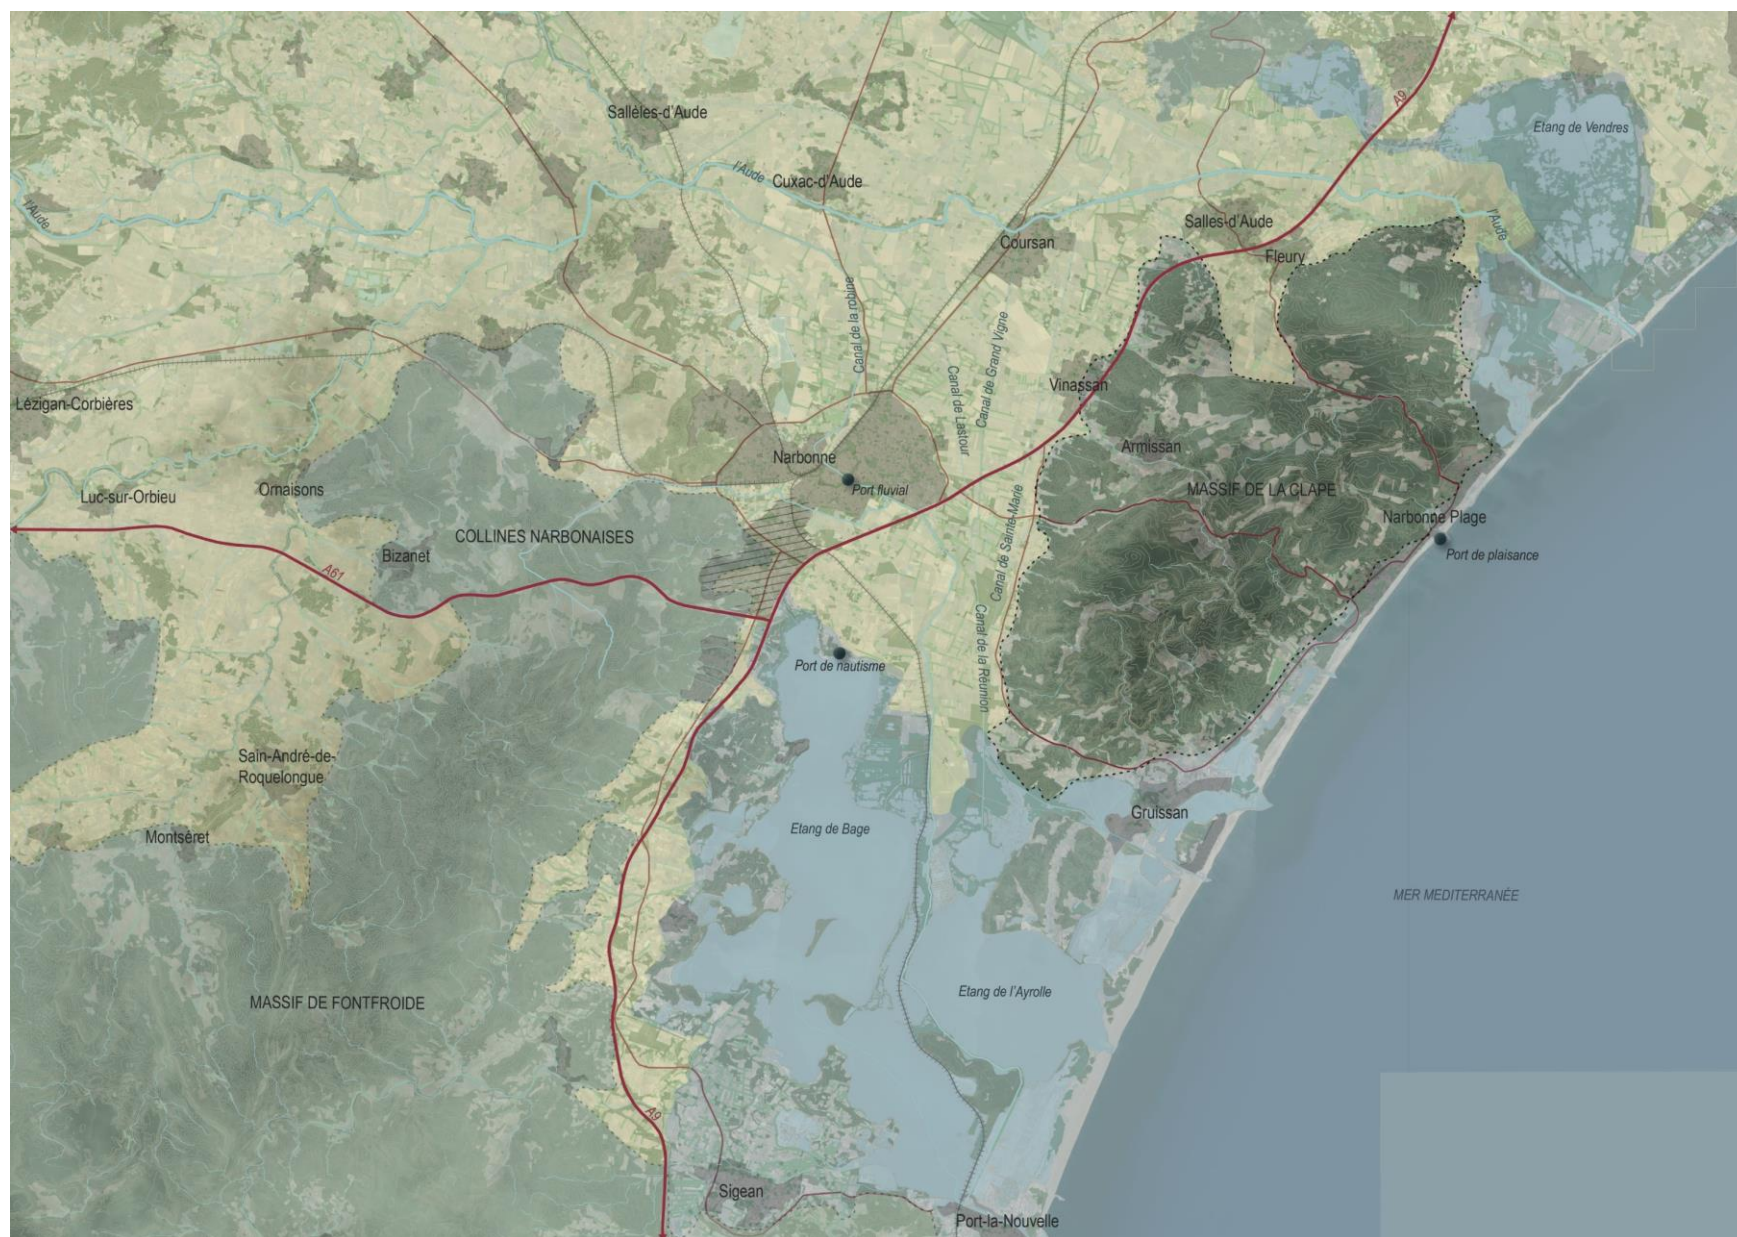 A9
Sallèles-d'Aude
Etang de Vendres
l'Aude
Cuxac-d'Aude
l'Aude
Salles-d'Aude
l'Aude
Coursan
Fleury
Canal de la robine
Canal de Grand Vigne
Vinassan
Canal de Lastour
Lézigan-Corbières
Armissan
Narbonne
Port fluvial
Luc-sur-Orbieu
Ornaisons
MASSIF DE LA CLAPE
Narbonne Plage
COLLINES NARBONAISES
Canal de Sainte-Marie
Bizanet
Port de plaisance
A61
Canal de la Réunion
Port de nautisme
Sain-André-de-
Roquelongue
Montséret
Gruissan
Etang de Bage
MER MEDITERRANÉE
Etang de l'Ayrolle
MASSIF DE FONTFROIDE
A9
Sigean
Port-la-Nouvelle